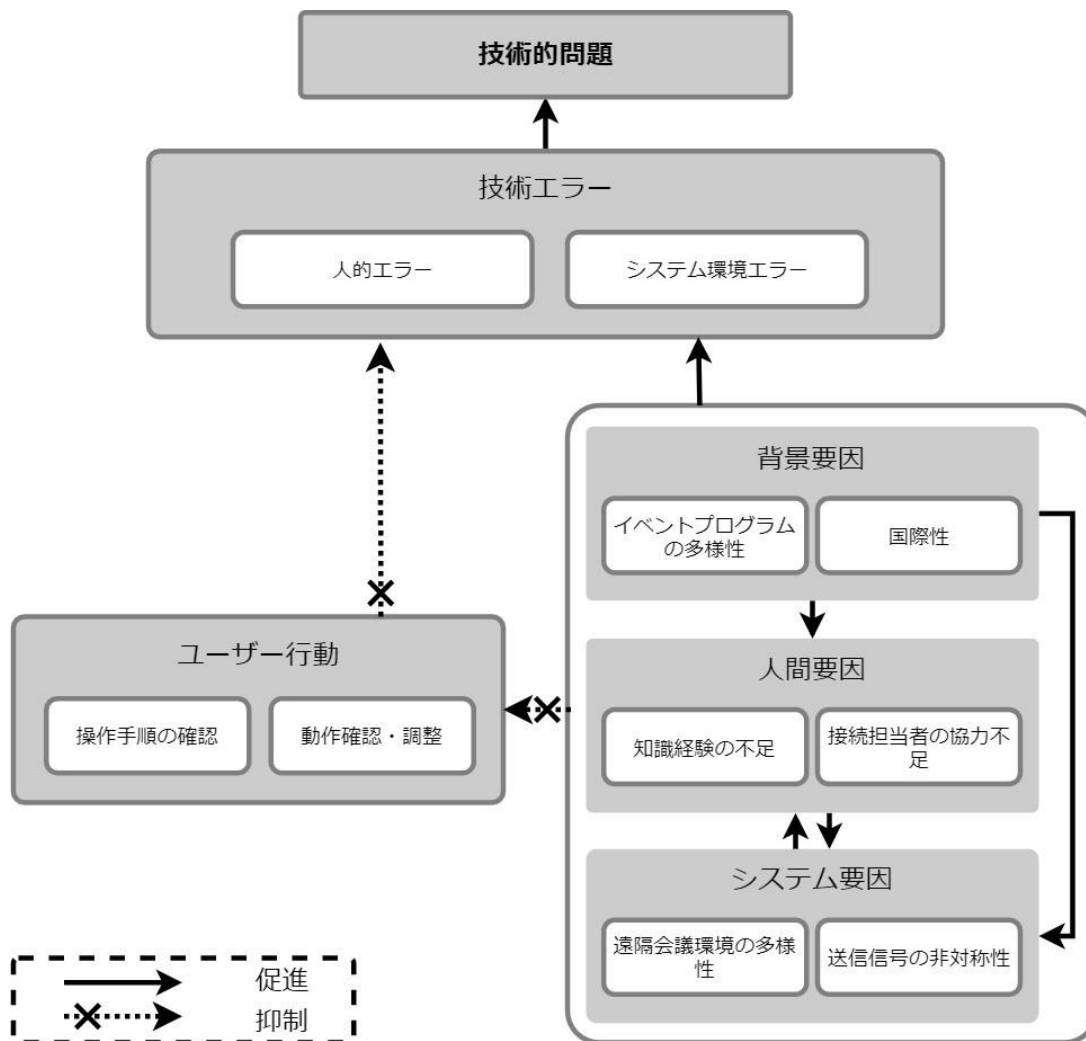 技術的問題
技術エラー
人的エラー
システム環境エラー
背景要因
イベントプログラム
の多様性
国際性
ユーザー行動
操作手順の確認
動作確認・調整
人間要因
知識経験の不足
接続担当者の協力不
足
システム要因
遠隔会議環境の多様
性
送信信号の非対称性
促進
抑制